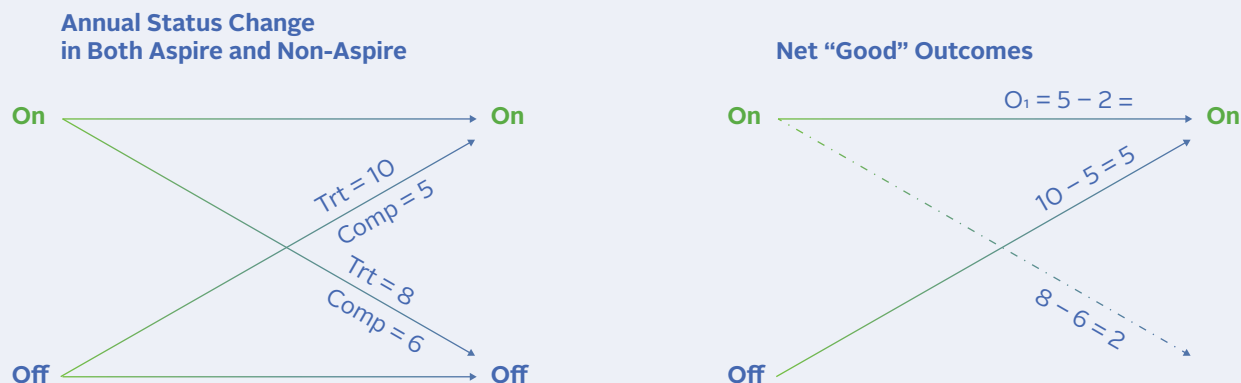 Annual Status Change
in Both Aspire and Non-Aspire
On
On
Trt = 10
Comp = 5
Trt = 8
Comp = 6
Off
Off
Net “Good” Outcomes
O₁ = 5 – 2 =
On
On
10 – 5 = 5
8 – 6 = 2
Off